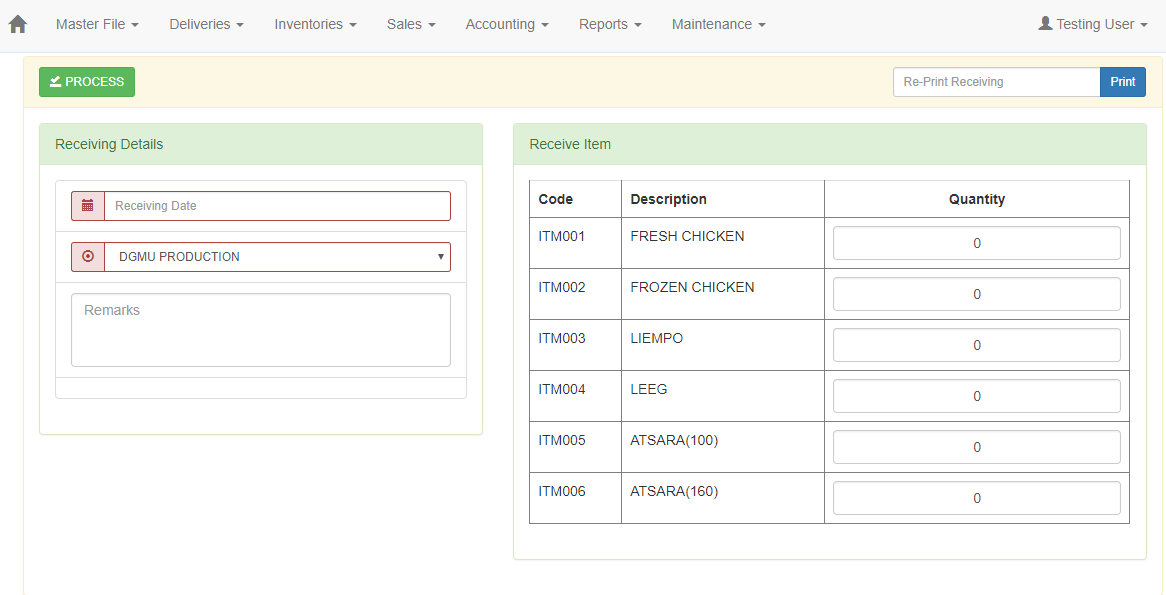 Master File Deliveries Inventories Sales Accounting Reports Maintenance Testing User
PROCESS
Re-Print Receiving Print
Receiving Details
Receiving Date
DGMU PRODUCTION
Remarks
Receive Item
Code Description Quantity
ITM001 FRESH CHICKEN 0
ITM002 FROZEN CHICKEN 0
ITM003 LIEMPO 0
ITM004 LEEG 0
ITM005 ATSARA(100) 0
ITM006 ATSARA(160) 0